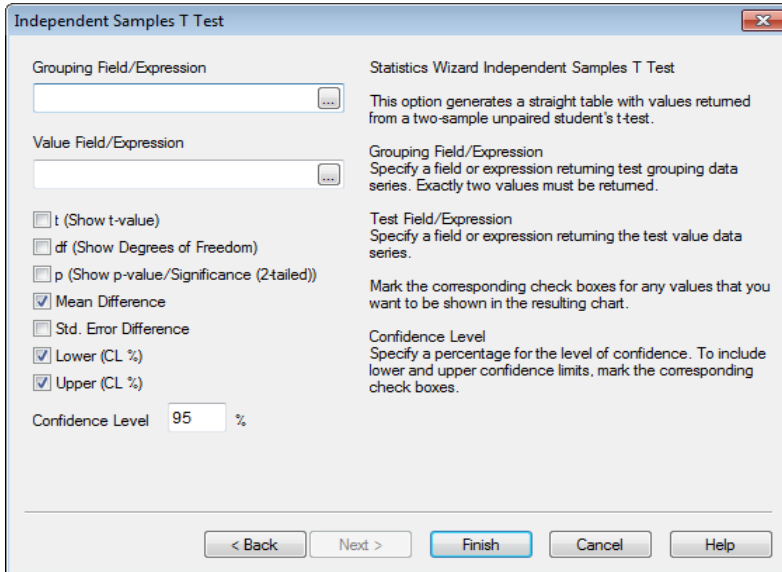 Independent Samples T Test
Grouping Field/Expression
...
Value Field/Expression
...
t (Show t-value)
df (Show Degrees of Freedom)
p (Show p-value/Significance (2-tailed))
Mean Difference
Std. Error Difference
Lower (CL %)
Upper (CL %)
Confidence Level 95 %
Statistics Wizard Independent Samples T Test
This option generates a straight table with values returned
from a two-sample unpaired student's t-test.
Grouping Field/Expression
Specify a field or expression returning test grouping data
series. Exactly two values must be returned.
Test Field/Expression
Specify a field or expression returning the test value data
series.
Mark the corresponding check boxes for any values that you
want to be shown in the resulting chart.
Confidence Level
Specify a percentage for the level of confidence. To include
lower and upper confidence limits, mark the corresponding
check boxes.
< Back Next > Finish Cancel Help